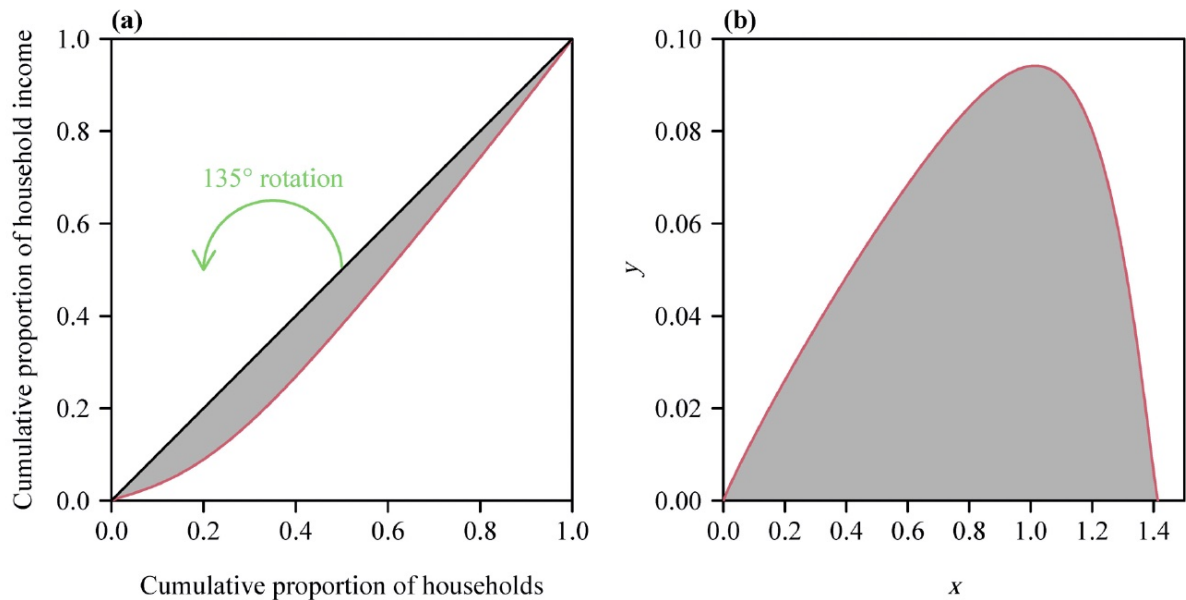 (a)
Cumulative proportion of household income
1.0
0.8
0.6
0.4
0.2
0.0
135° rotation
0.0 0.2 0.4 0.6 0.8 1.0
Cumulative proportion of households
(b)
y
0.10
0.08
0.06
0.04
0.02
0.00
0.0 0.2 0.4 0.6 0.8 1.0 1.2 1.4
x